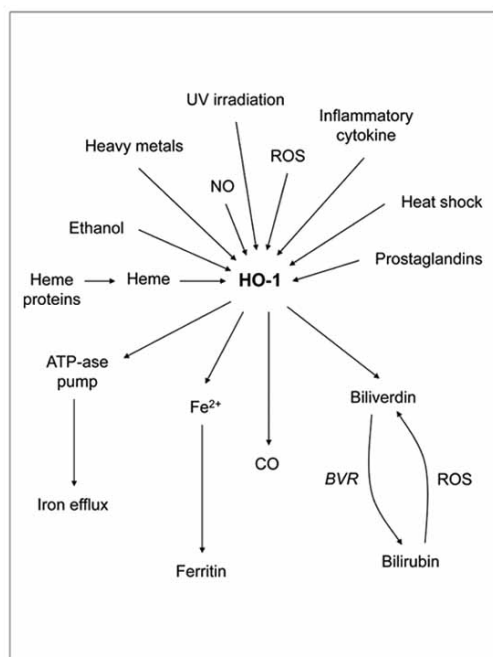 UV irradiation
Inflammatory
cytokine
Heavy metals
ROS
NO
Heat shock
Ethanol
Prostaglandins
Heme
proteins
Heme
HO-1
ATP-ase
pump
Fe²⁺
Biliverdin
CO
BVR
ROS
Iron efflux
Ferritin
Bilirubin